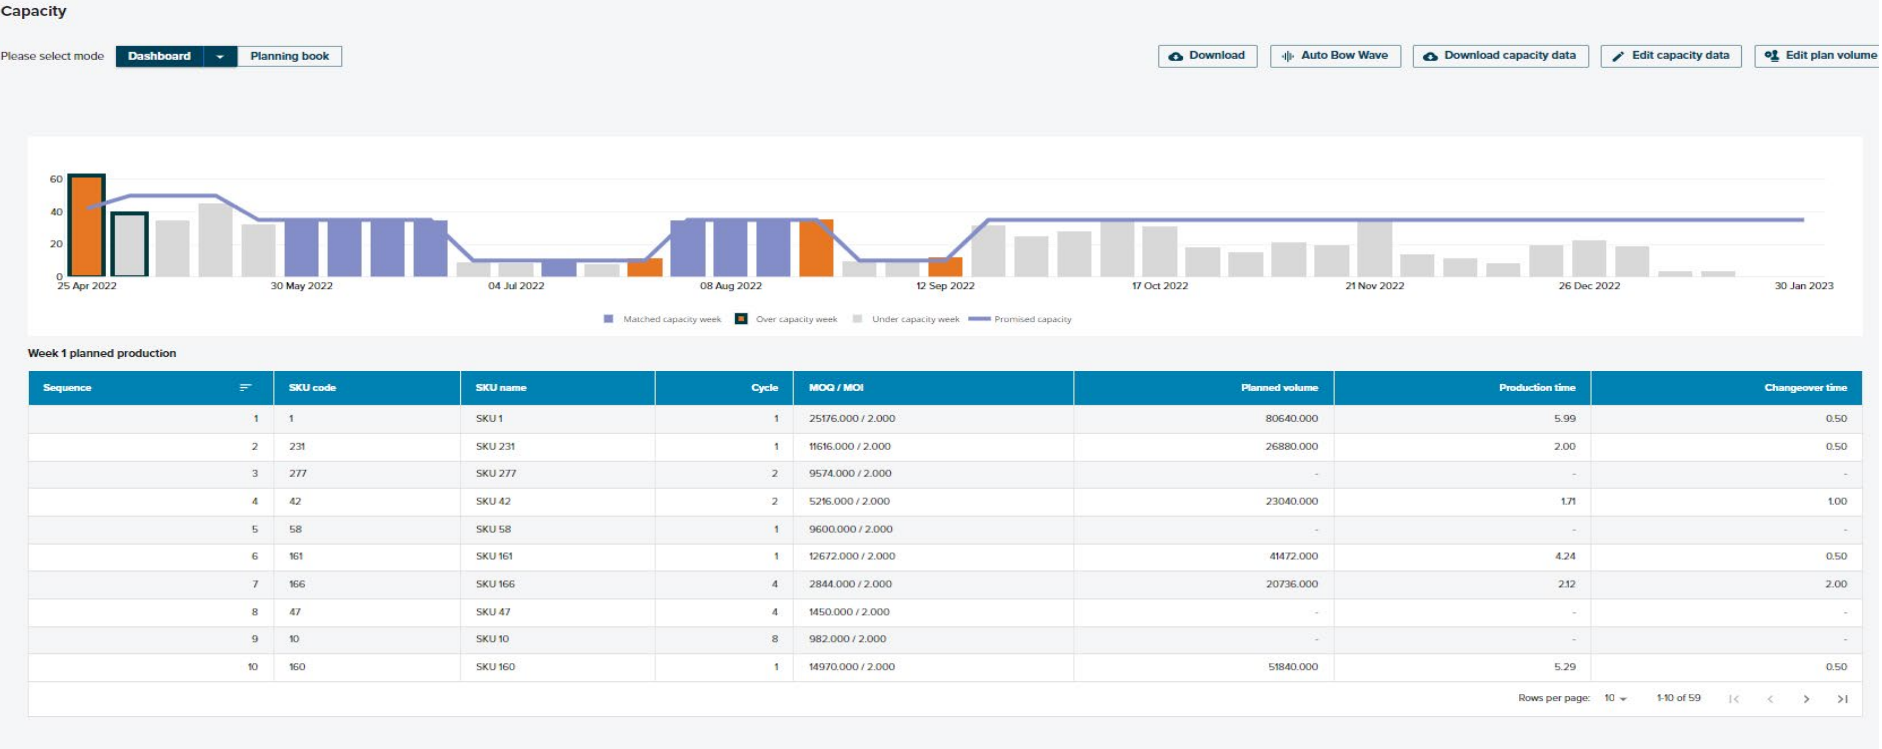 Capacity
Please select mode Dashboard Planning book Download Auto Bow Wave Download capacity data Edit capacity data Edit plan volume
60
40
20
0
25 Apr 2022 30 May 2022 04 Jul 2022 08 Aug 2022 12 Sep 2022 17 Oct 2022 21 Nov 2022 26 Dec 2022 30 Jan 2023
Matched capacity week Over capacity week Under capacity week Promised capacity
Week 1 planned production
Sequence SKU code SKU name Cycle MOQ / MOI Planned volume Production time Changeover time
1 1 SKU 1 1 25176.000 / 2.000 80640.000 5.99 0.50
2 231 SKU 231 1 11616.000 / 2.000 26880.000 2.00 0.50
3 277 SKU 277 2 9574.000 / 2.000 - - -
4 42 SKU 42 2 5216.000 / 2.000 23040.000 1.71 1.00
5 58 SKU 58 1 9600.000 / 2.000 - - -
6 161 SKU 161 1 12672.000 / 2.000 41472.000 4.24 0.50
7 166 SKU 166 4 2844.000 / 2.000 20736.000 2.12 2.00
8 47 SKU 47 4 1450.000 / 2.000 - - -
9 10 SKU 10 8 982.000 / 2.000 - - -
10 160 SKU 160 1 14970.000 / 2.000 51840.000 5.29 0.50
Rows per page: 10 1-10 of 59